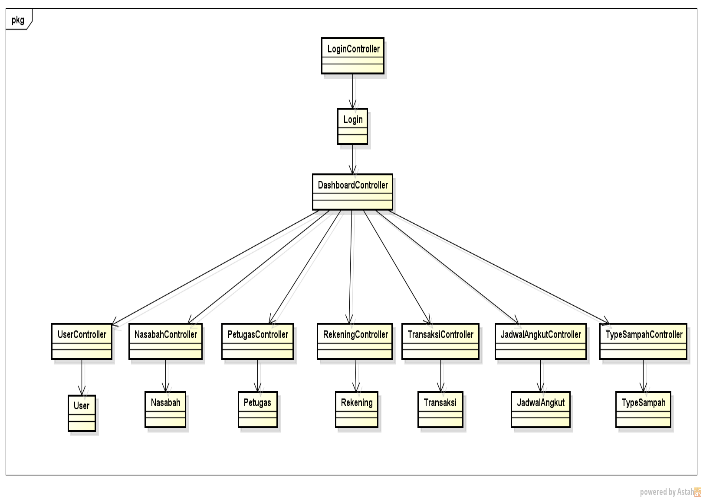 pkg
LoginController
Login
DashboardController
UserController
NasabahController
PetugasController
RekeningController
TransaksiController
JadwalAngkutController
TypeSampahController
User
Nasabah
Petugas
Rekening
Transaksi
JadwalAngkut
TypeSampah
powered by Astah